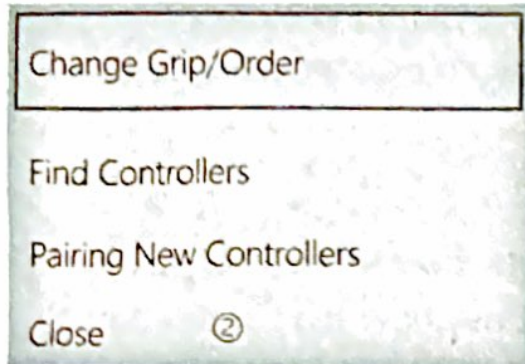 Change Grip/Order
Find Controllers
Pairing New Controllers
Close ②